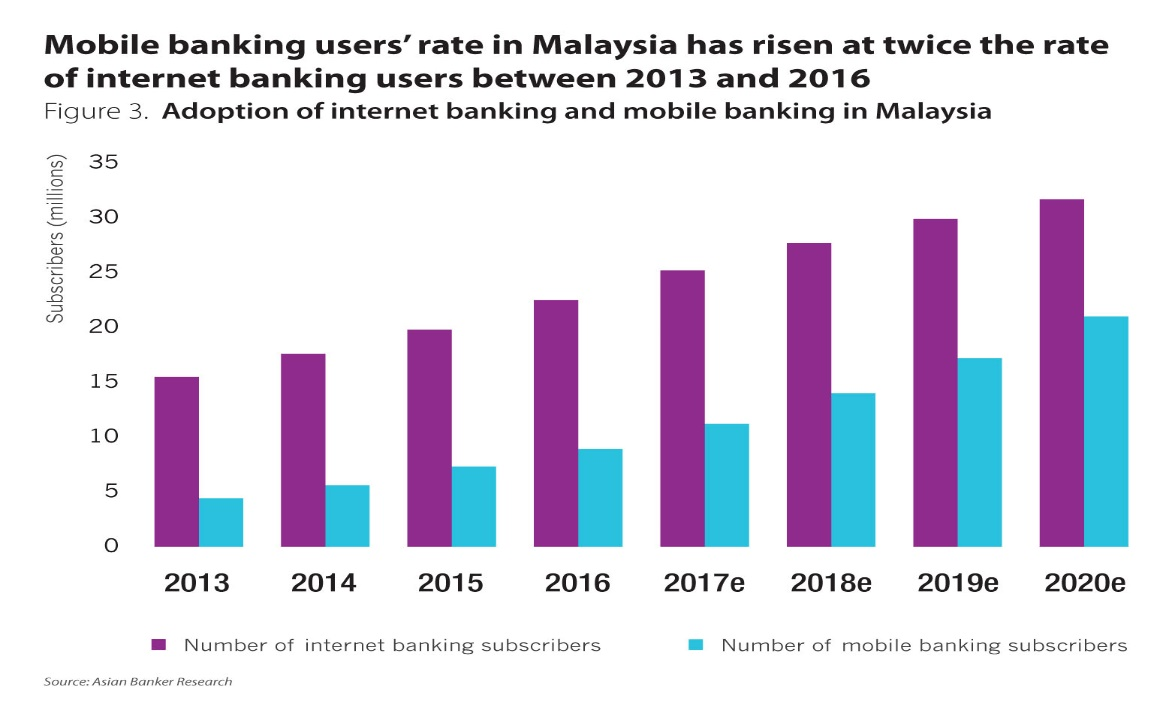 Mobile banking users’ rate in Malaysia has risen at twice the rate
of internet banking users between 2013 and 2016
Figure 3. Adoption of internet banking and mobile banking in Malaysia
Subscribers (millions)
35
30
25
20
15
10
5
0
2013 2014 2015 2016 2017e 2018e 2019e 2020e
Number of internet banking subscribers Number of mobile banking subscribers
Source: Asian Banker Research